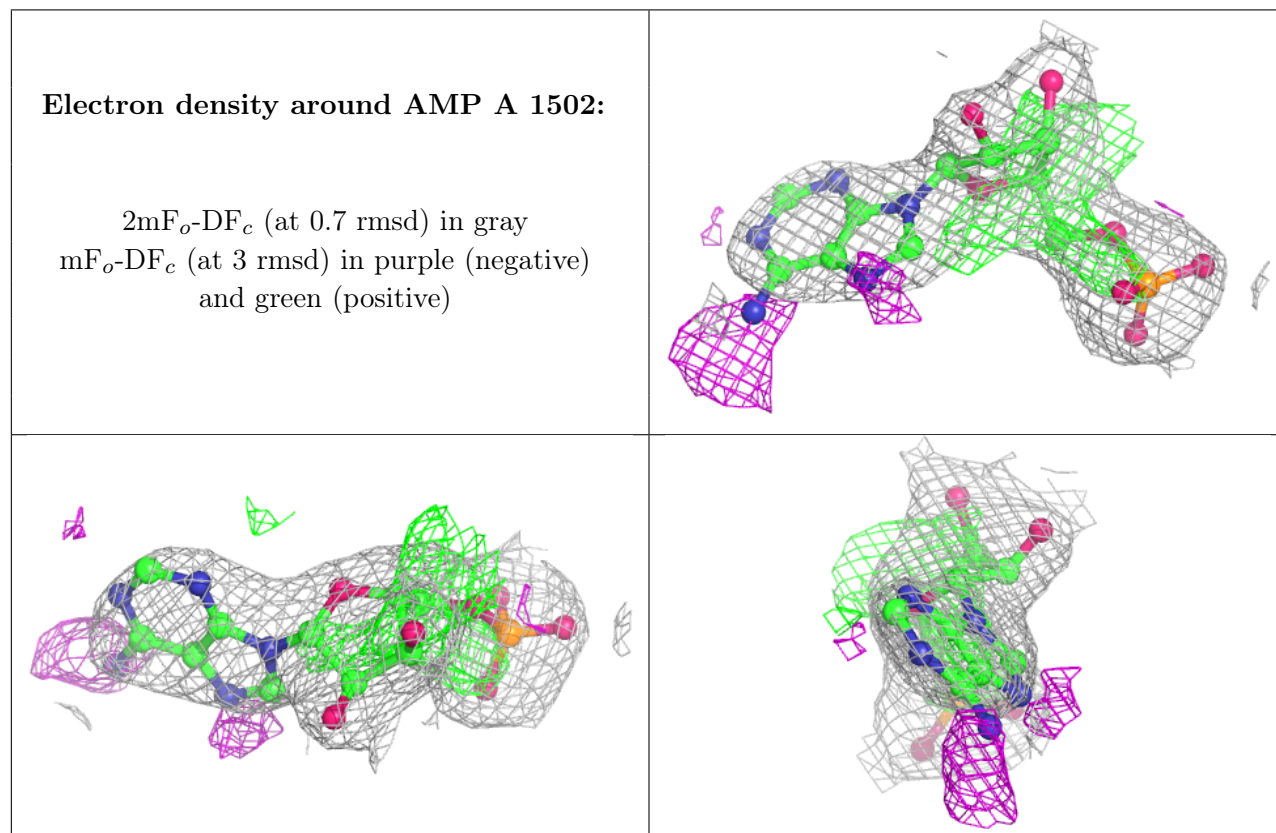 Electron density around AMP A 1502:
2mFₒ-DF𝒸 (at 0.7 rmsd) in gray
mFₒ-DF𝒸 (at 3 rmsd) in purple (negative)
and green (positive)